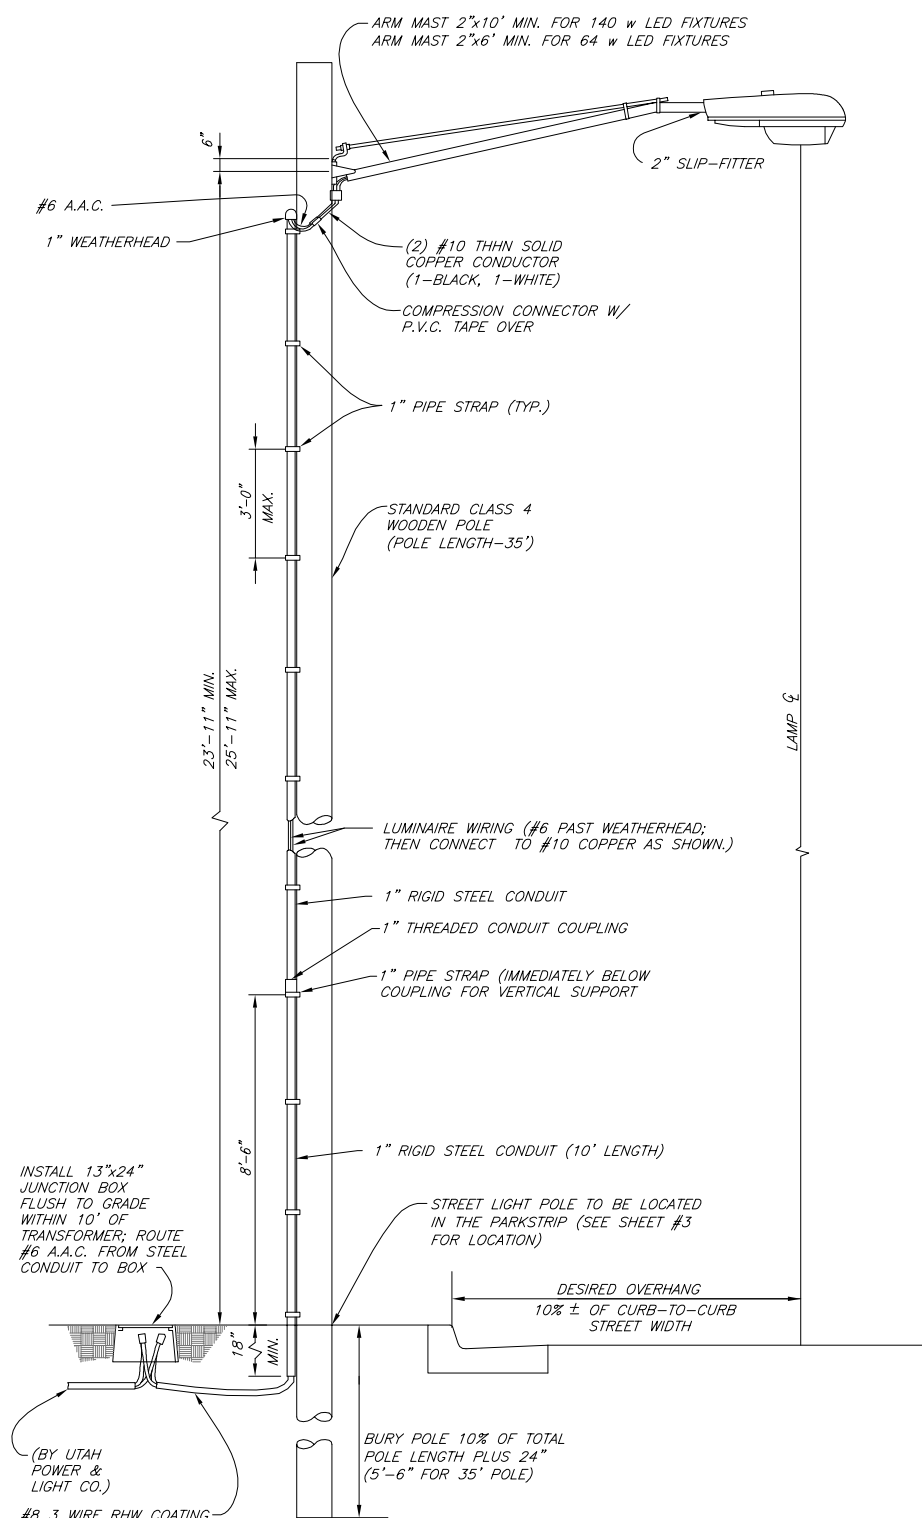 ARM MAST 2"x10' MIN. FOR 140 w LED FIXTURES
ARM MAST 2"x6' MIN. FOR 64 w LED FIXTURES
6"
2" SLIP-FITTER
#6 A.A.C.
1" WEATHERHEAD
(2) #10 THHN SOLID
COPPER CONDUCTOR
(1-BLACK, 1-WHITE)
COMPRESSION CONNECTOR W/
P.V.C. TAPE OVER
1" PIPE STRAP (TYP.)
3'-0"
MAX.
STANDARD CLASS 4
WOODEN POLE
(POLE LENGTH-35')
23'-11" MIN.
25'-11" MAX.
LAMP ℄
LUMINAIRE WIRING (#6 PAST WEATHERHEAD;
THEN CONNECT TO #10 COPPER AS SHOWN.)
1" RIGID STEEL CONDUIT
1" THREADED CONDUIT COUPLING
1" PIPE STRAP (IMMEDIATELY BELOW
COUPLING FOR VERTICAL SUPPORT
8'-6"
1" RIGID STEEL CONDUIT (10' LENGTH)
INSTALL 13"x24"
JUNCTION BOX
FLUSH TO GRADE
WITHIN 10' OF
TRANSFORMER; ROUTE
#6 A.A.C. FROM STEEL
CONDUIT TO BOX
STREET LIGHT POLE TO BE LOCATED
IN THE PARKSTRIP (SEE SHEET #3
FOR LOCATION)
DESIRED OVERHANG
10% ± OF CURB-TO-CURB
STREET WIDTH
18"
MIN.
BURY POLE 10% OF TOTAL
POLE LENGTH PLUS 24"
(5'-6" FOR 35' POLE)
(BY UTAH
POWER &
LIGHT CO.)
#8 3 WIRE RHW COATING